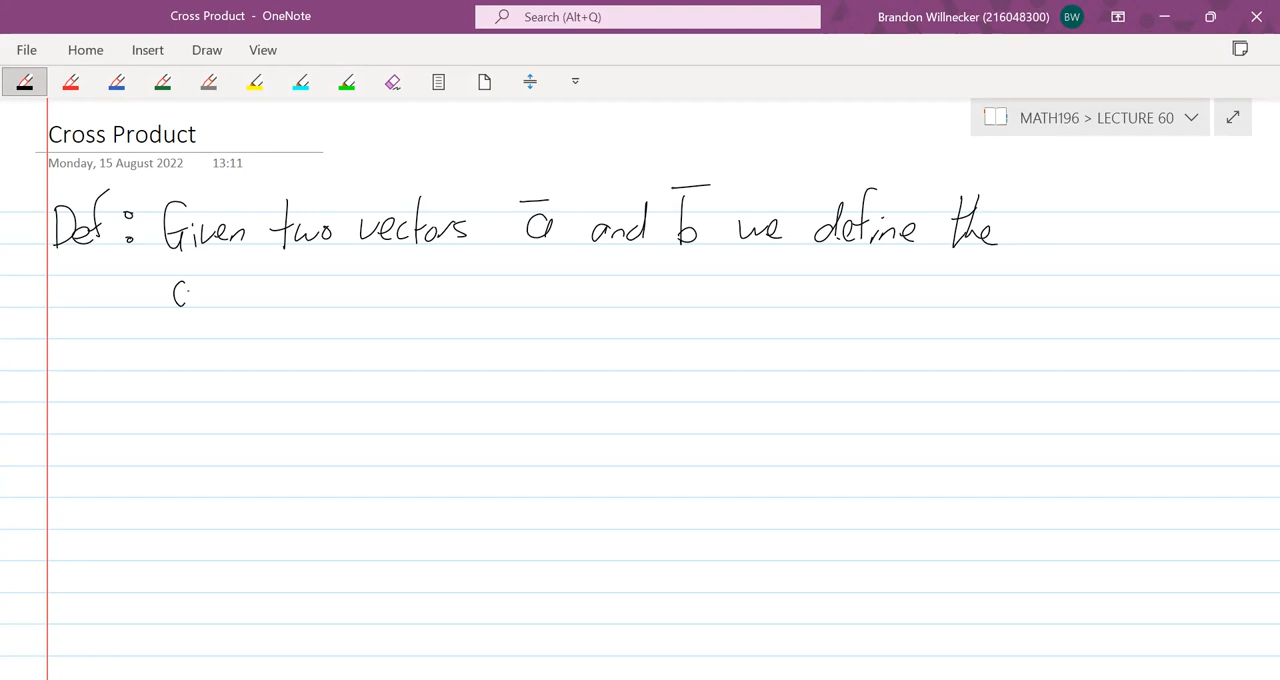 Cross Product - OneNote
Search (Alt+Q)
Brandon Willnecker (216048300)
BW
File Home Insert Draw View
MATH196 > LECTURE 60
Cross Product
Monday, 15 August 2022 13:11
Def: Given two vectors a̅ and b̅ we define the
c